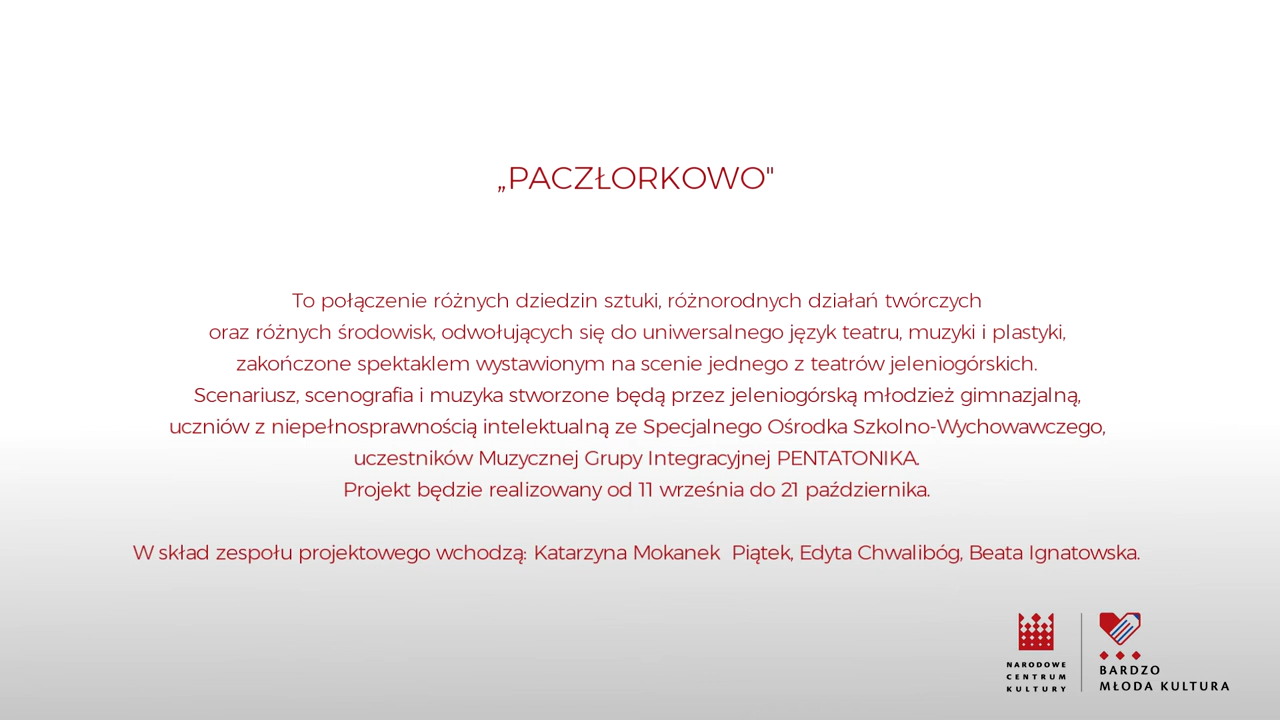 „PACZŁORKOWO"
To połączenie różnych dziedzin sztuki, różnorodnych działań twórczych
oraz różnych środowisk, odwołujących się do uniwersalnego język teatru, muzyki i plastyki,
zakończone spektaklem wystawionym na scenie jednego z teatrów jeleniogórskich.
Scenariusz, scenografia i muzyka stworzone będą przez jeleniogórską młodzież gimnazjalną,
uczniów z niepełnosprawnością intelektualną ze Specjalnego Ośrodka Szkolno-Wychowawczego,
uczestników Muzycznej Grupy Integracyjnej PENTATONIKA.
Projekt będzie realizowany od 11 września do 21 października.
W skład zespołu projektowego wchodzą: Katarzyna Mokanek  Piątek, Edyta Chwalibóg, Beata Ignatowska.
NARODOWE
CENTRUM
KULTURY
BARDZO
MŁODA KULTURA